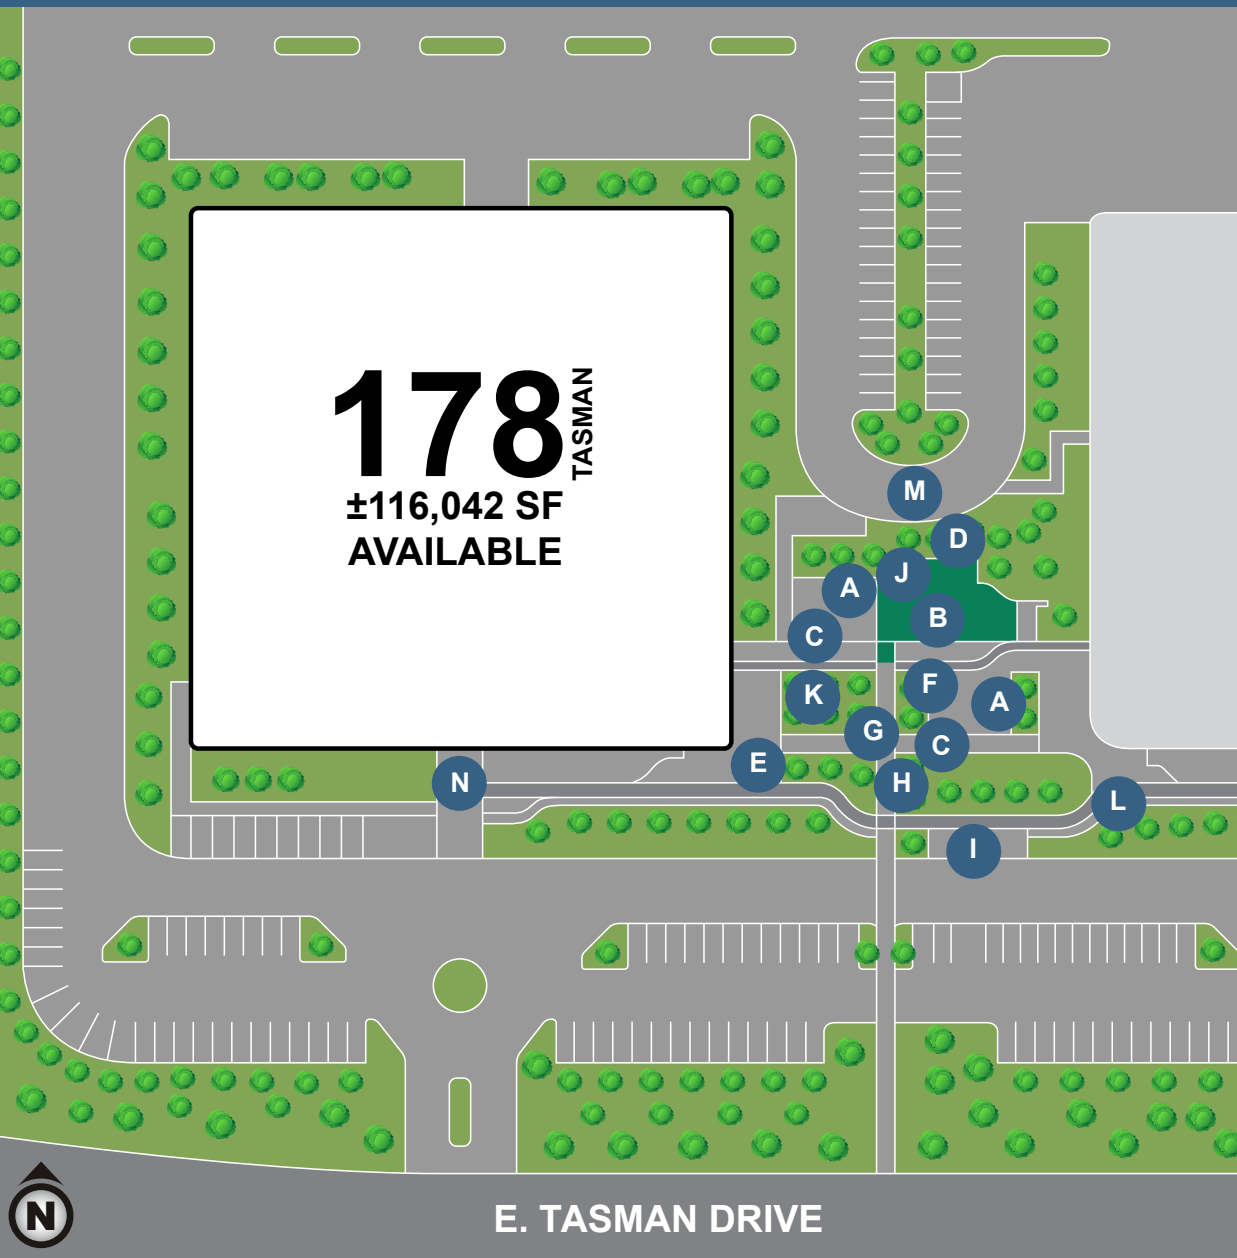 178
TASMAN
±116,042 SF
AVAILABLE
M
D
J
A
B
C
F
K
A
G
C
E
N
H
L
I
N
E. TASMAN DRIVE